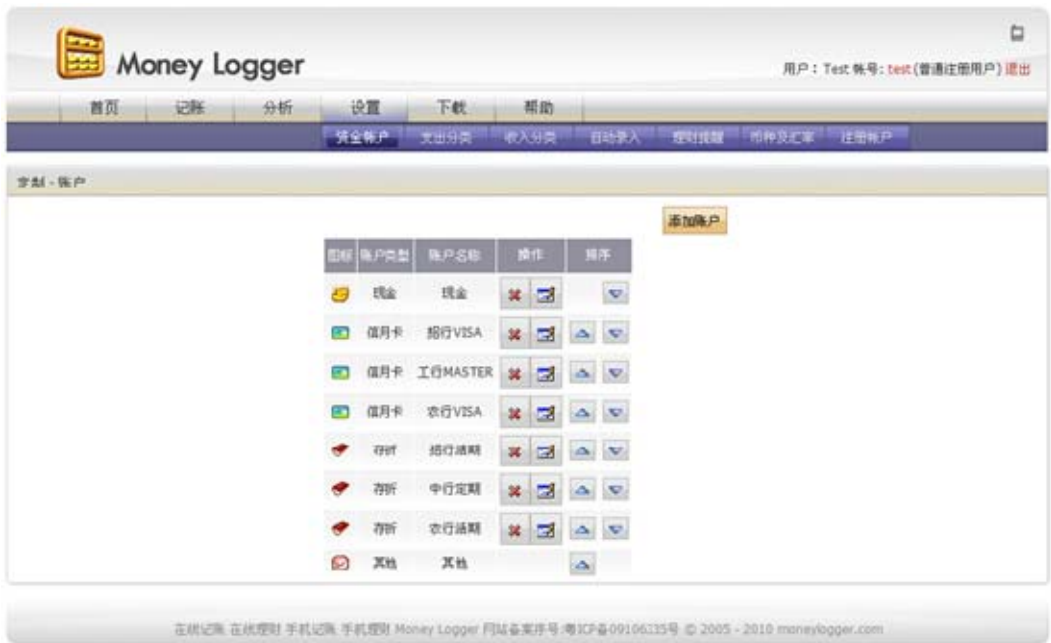 Money Logger
用户：Test 帐号: test (普通注册用户) 退出
首页 记账 分析 设置 下载 帮助
资金帐户 支出分类 收入分类 自动录入 理财提醒 币种及汇率 注册帐户
定制 - 账户
添加账户
图标 账户类型 账户名称 操作 排序
现金 现金
信用卡 招行VISA
信用卡 工行MASTER
信用卡 农行VISA
存折 招行活期
存折 中行定期
存折 农行活期
其他 其他
在线记账 在线理财 手机记账 手机理财 Money Logger 网站备案序号:粤ICP备09106235号 © 2005 - 2010 moneylogger.com